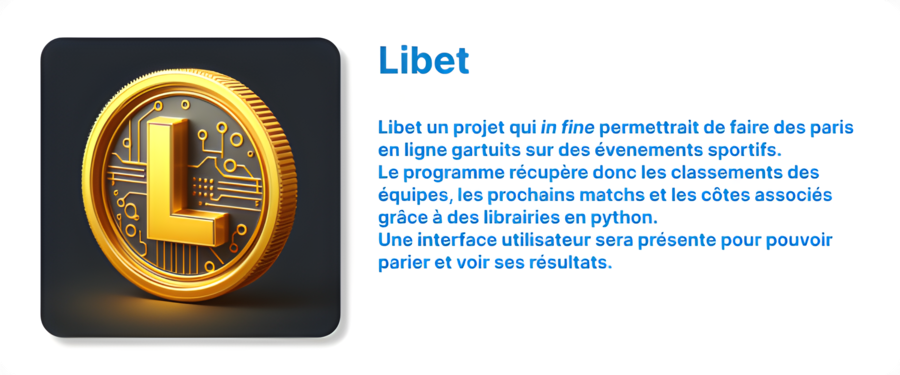 L
Libet
Libet un projet qui in fine permettrait de faire des paris
en ligne gartuits sur des évenements sportifs.
Le programme récupère donc les classements des
équipes, les prochains matchs et les côtes associés
grâce à des librairies en python.
Une interface utilisateur sera présente pour pouvoir
parier et voir ses résultats.